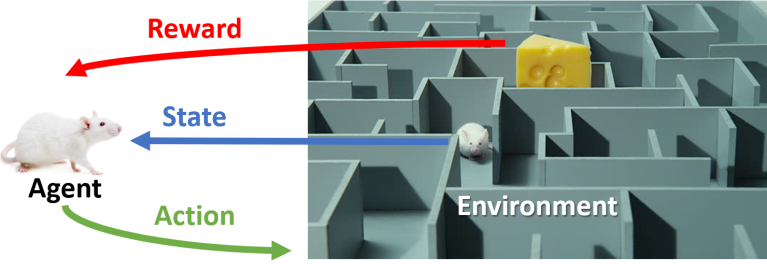 Reward
State
Agent
Action
Environment